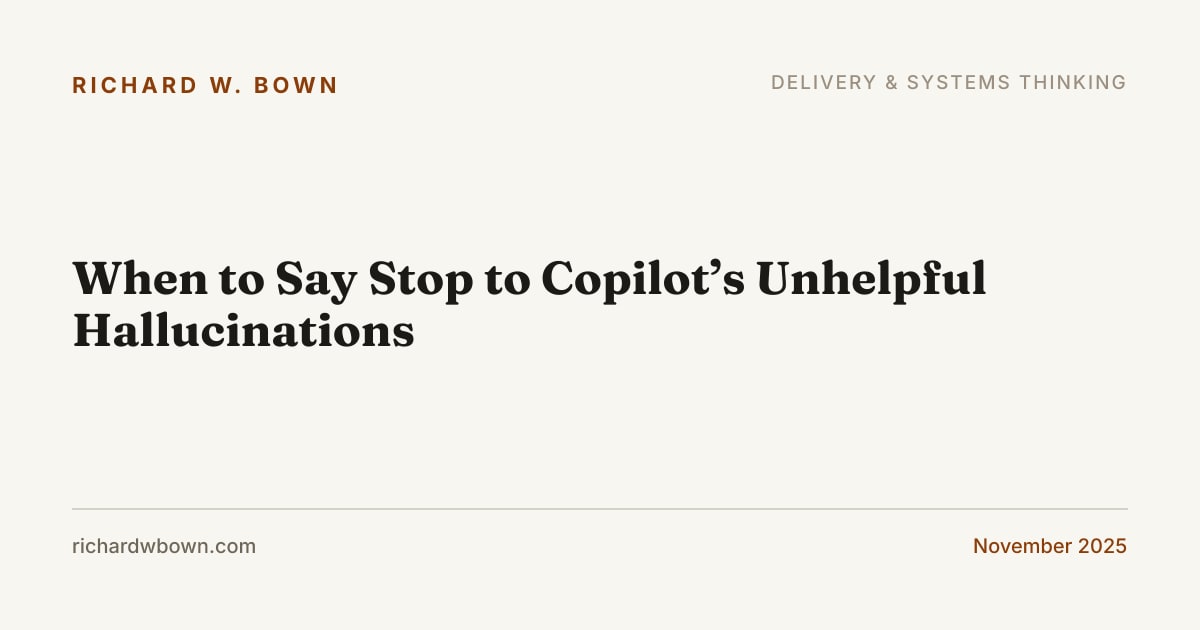 RICHARD W. BOWN
DELIVERY & SYSTEMS THINKING
When to Say Stop to Copilot’s Unhelpful
Hallucinations
richardwbown.com
November 2025